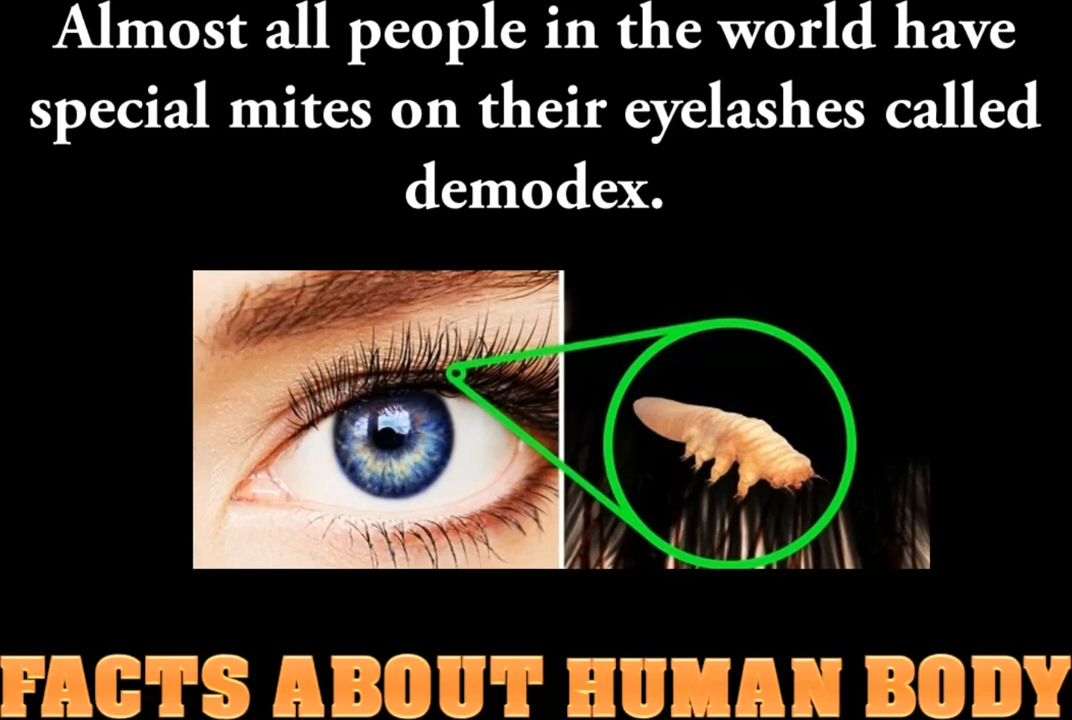 Almost all people in the world have
special mites on their eyelashes called
demodex.
FACTS ABOUT HUMAN BODY